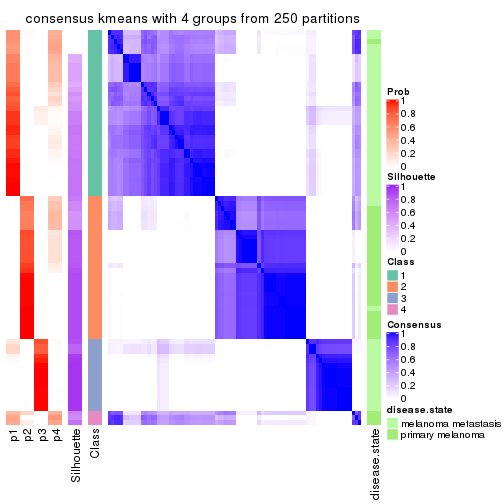 consensus kmeans with 4 groups from 250 partitions
Prob
1
0.8
0.6
0.4
0.2
0
Silhouette
1
0.8
0.6
0.4
0.2
0
Class
1
2
3
4
Consensus
1
0.8
0.6
0.4
0.2
0
disease.state
melanoma metastasis
primary melanoma
p1
p2
p3
p4
Silhouette
Class
disease.state